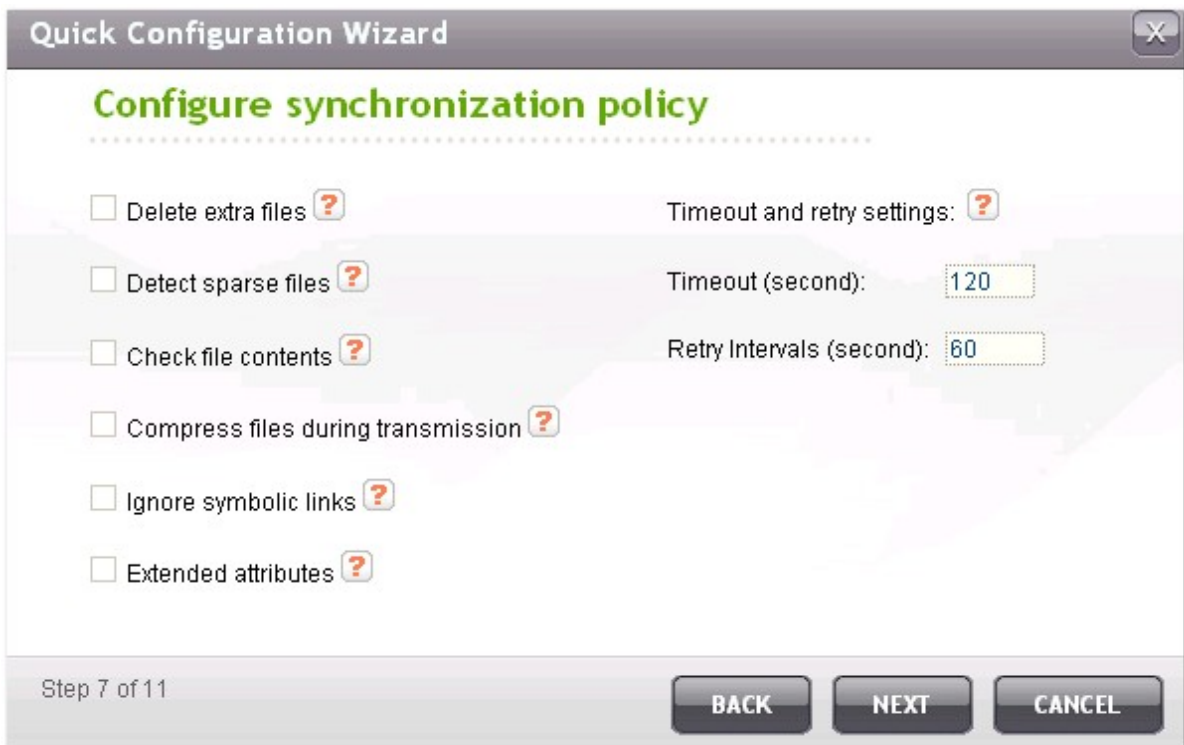 Quick Configuration Wizard X
Configure synchronization policy
Delete extra files ?
Detect sparse files ?
Check file contents ?
Compress files during transmission ?
Ignore symbolic links ?
Extended attributes ?
Timeout and retry settings: ?
Timeout (second): 120
Retry Intervals (second): 60
Step 7 of 11
BACK NEXT CANCEL